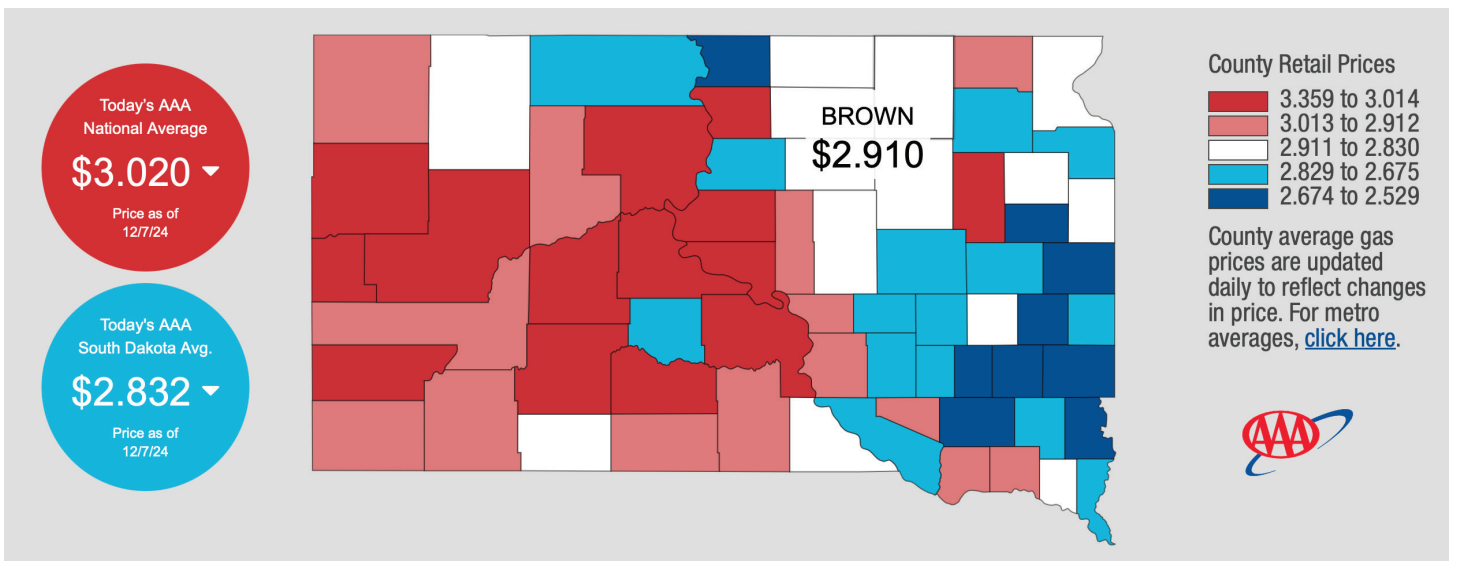 Today's AAA
National Average
$3.020
Price as of
12/7/24
Today's AAA
South Dakota Avg.
$2.832
Price as of
12/7/24
BROWN
$2.910
County Retail Prices
3.359 to 3.014
3.013 to 2.912
2.911 to 2.830
2.829 to 2.675
2.674 to 2.529
County average gas
prices are updated
daily to reflect changes
in price. For metro
averages, click here.
AAA